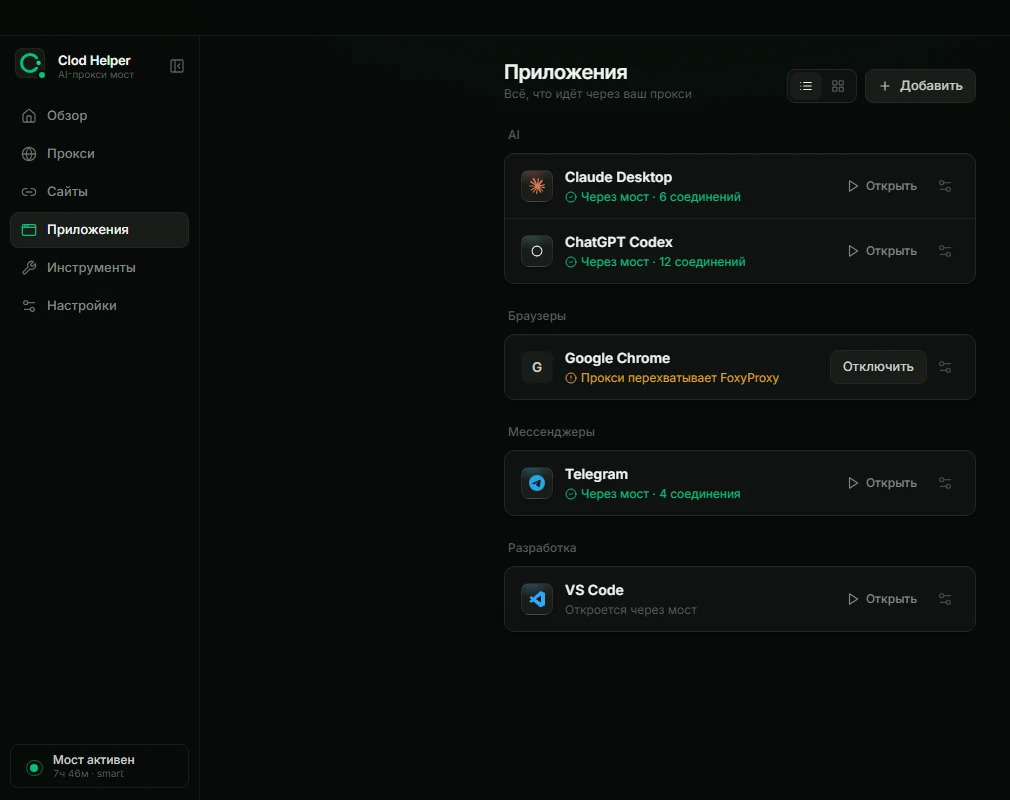 Clod Helper
AI-прокси мост
Обзор
Прокси
Сайты
Приложения
Инструменты
Настройки
Мост активен
7ч 46м · smart
Приложения
Всё, что идёт через ваш прокси
Добавить
AI
Claude Desktop
Через мост · 6 соединений
Открыть
ChatGPT Codex
Через мост · 12 соединений
Открыть
Браузеры
G
Google Chrome
Прокси перехватывает FoxyProxy
Отключить
Мессенджеры
Telegram
Через мост · 4 соединения
Открыть
Разработка
VS Code
Откроется через мост
Открыть